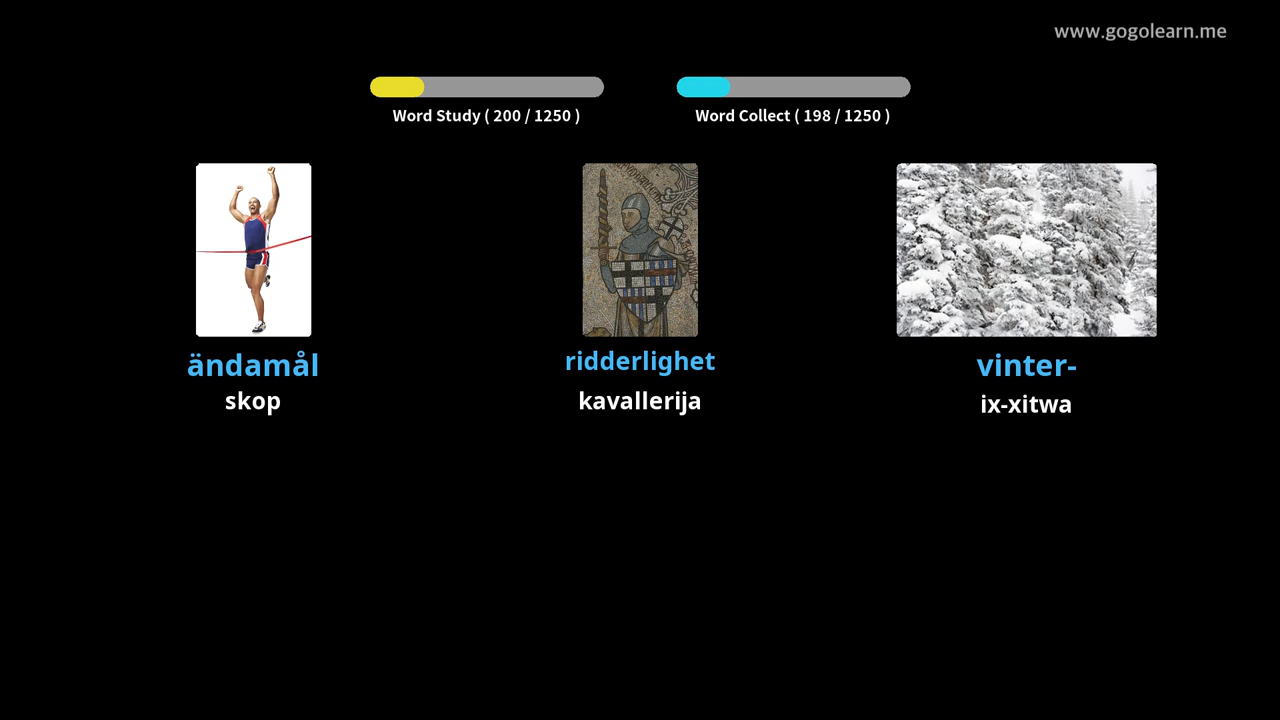 www.gogolearn.me
Word Study ( 200 / 1250 )
Word Collect ( 198 / 1250 )
ändamål
skop
ridderlighet
kavallerija
vinter-
ix-xitwa